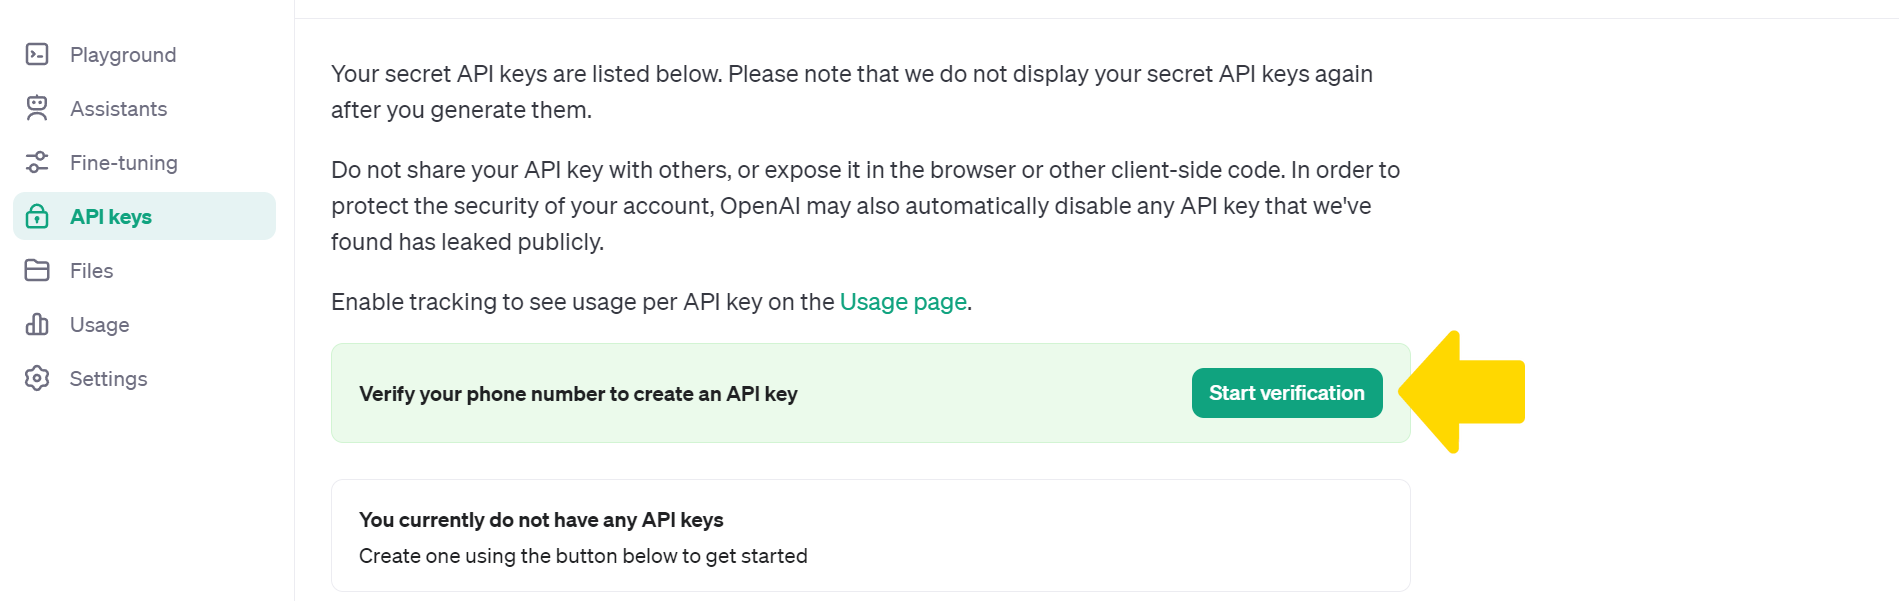 Playground
Assistants
Fine-tuning
API keys
Files
Usage
Settings
Your secret API keys are listed below. Please note that we do not display your secret API keys again
after you generate them.
Do not share your API key with others, or expose it in the browser or other client-side code. In order to
protect the security of your account, OpenAI may also automatically disable any API key that we've
found has leaked publicly.
Enable tracking to see usage per API key on the Usage page.
Verify your phone number to create an API key
Start verification
You currently do not have any API keys
Create one using the button below to get started